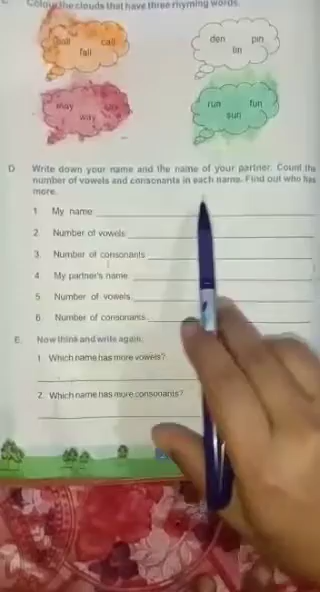 Colour the clouds that have three rhyming words.
call
fall
den pin
tin
may
way
run fun
sun
D Write down your name and the name of your partner. Count the
number of vowels and consonants in each name. Find out who has
more.
1 My name
2. Number of vowels
3. Number of consonants
4. My partner's name
5. Number of vowels
6. Number of consonants
E. Now think and write again.
1. Which name has more vowels?
2. Which name has more consonants?